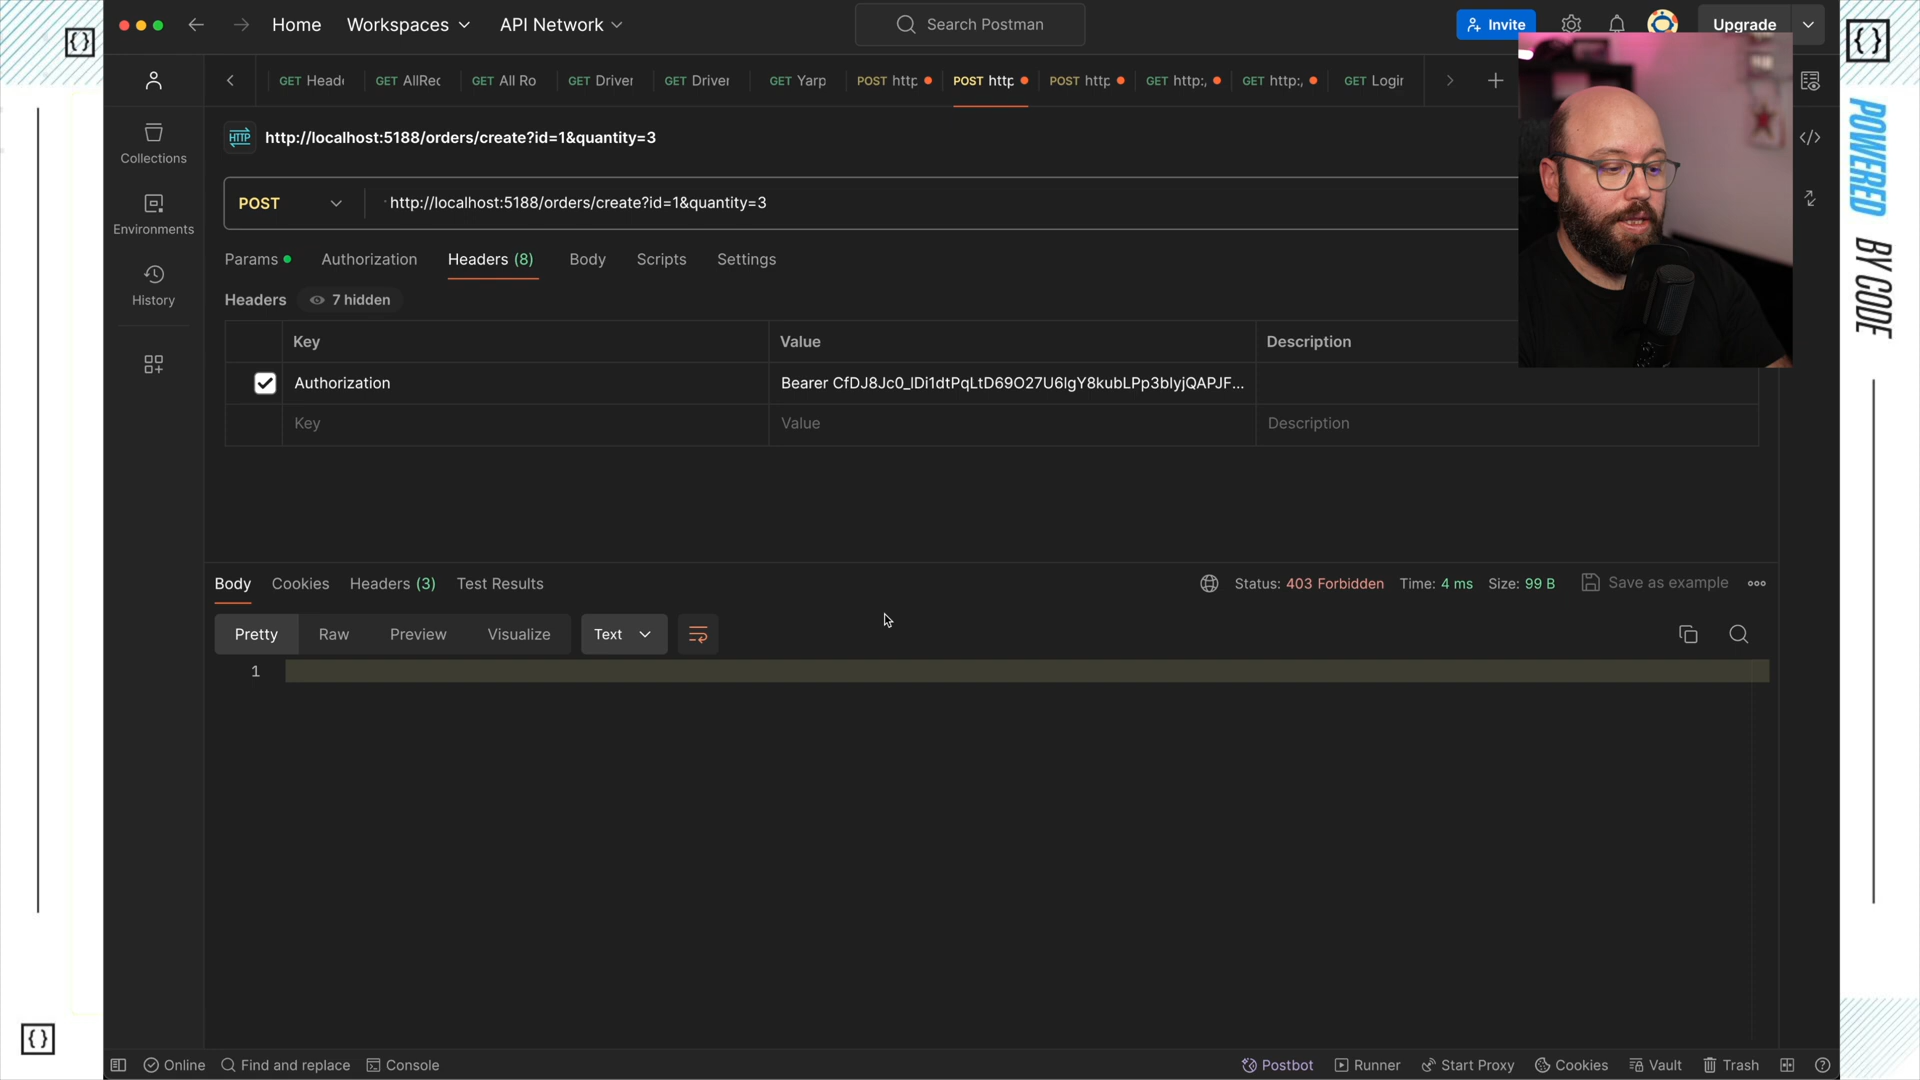 Home
Workspaces
API Network
Search Postman
Invite
Upgrade
GET Heade
GET AllRec
GET All Ro
GET Driver
GET Driver
GET Yarp
POST http
POST http
POST http
GET http:,
GET http:,
GET Login
Collections
Environments
History
HTTP
http://localhost:5188/orders/create?id=1&quantity=3
POST
http://localhost:5188/orders/create?id=1&quantity=3
Params
Authorization
Headers (8)
Body
Scripts
Settings
Headers
7 hidden
Key
Value
Description
Authorization
Bearer CfDJ8Jc0_lDi1dtPqLtD69O27U6lgY8kubLPp3blyjQAPJF...
Key
Value
Description
Body
Cookies
Headers (3)
Test Results
Status: 403 Forbidden
Time: 4 ms
Size: 99 B
Save as example
Pretty
Raw
Preview
Visualize
Text
1
Online
Find and replace
Console
Postbot
Runner
Start Proxy
Cookies
Vault
Trash
POWERED BY CODE